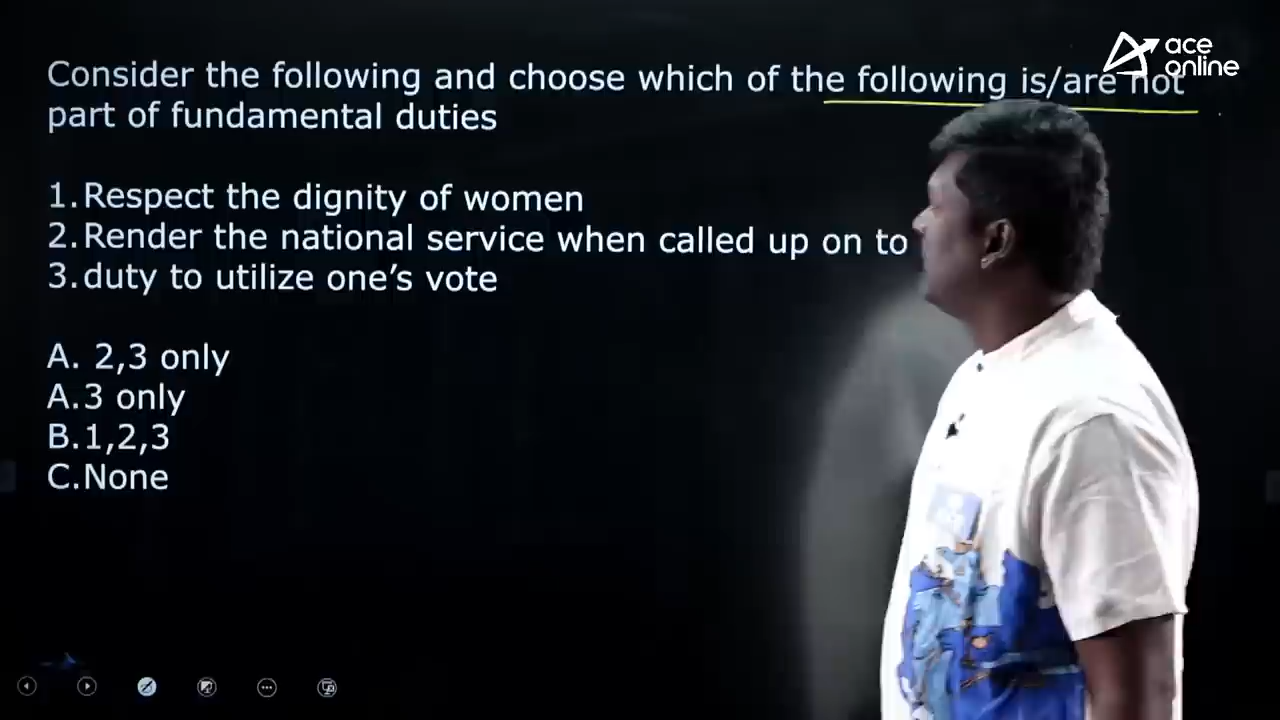 ace
online
Consider the following and choose which of the following is/are not
part of fundamental duties
1.Respect the dignity of women
2.Render the national service when called up on to
3.duty to utilize one's vote
A. 2,3 only
A.3 only
B.1,2,3
C.None